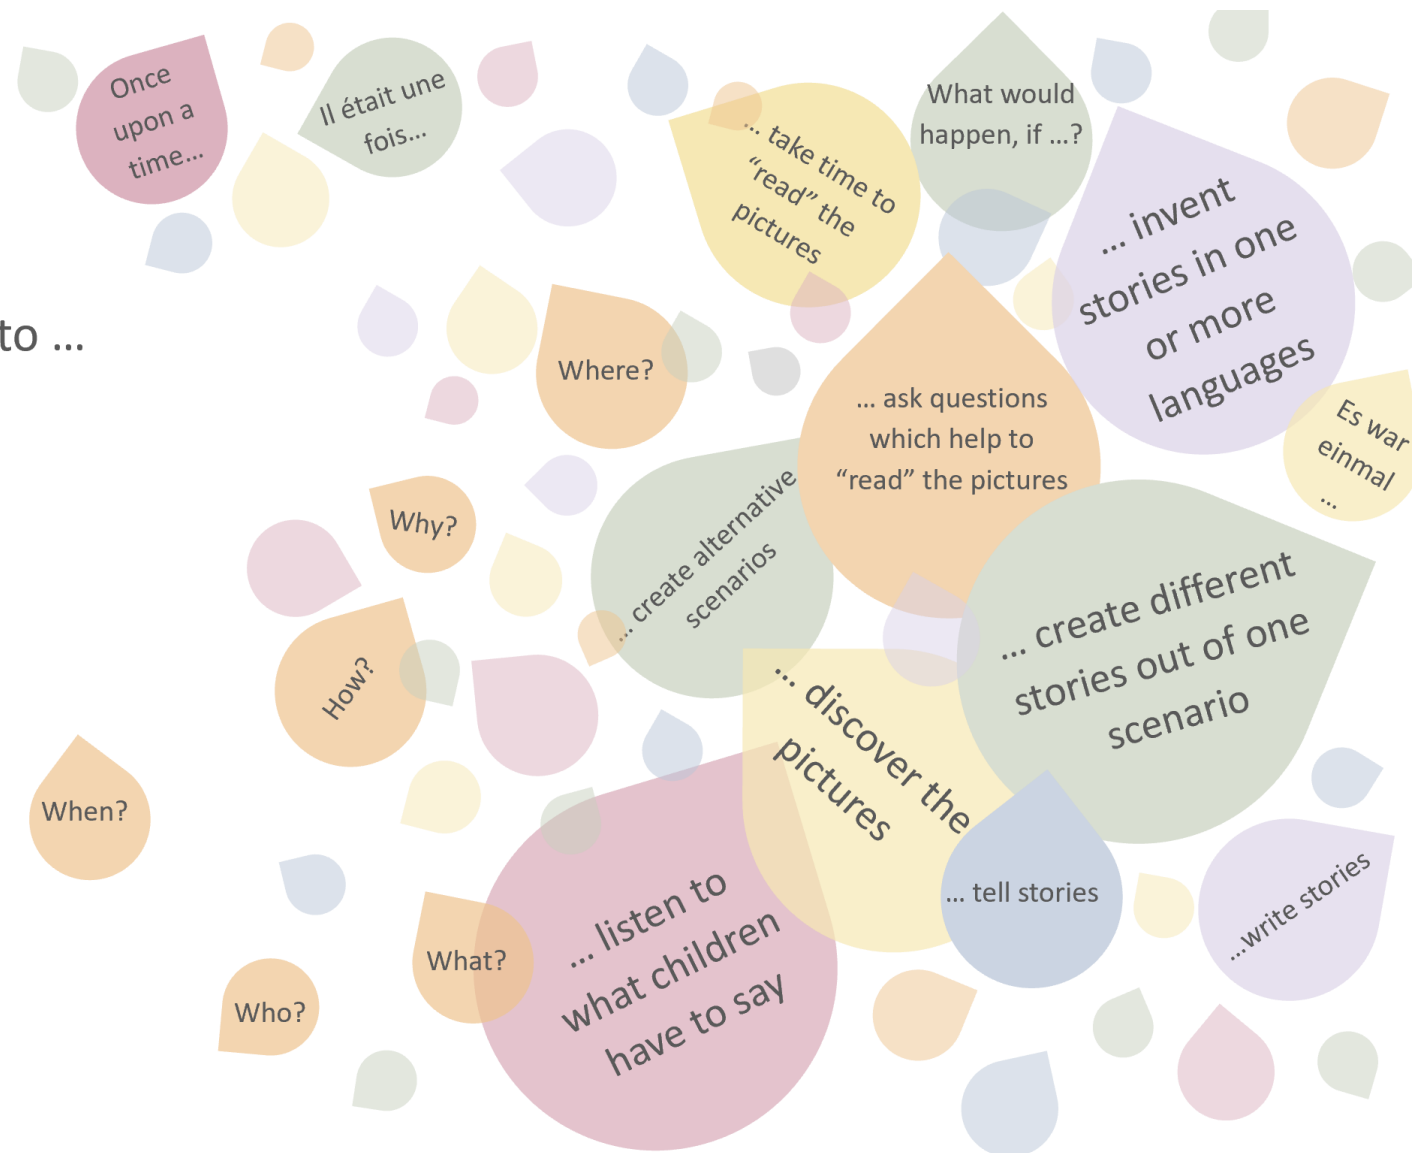 Once
upon a
time...
Il était une
fois...
... take time to
“read” the
pictures
What would
happen, if ...?
... invent
stories in one
or more
languages
to ...
Where?
... ask questions
which help to
“read” the pictures
Es war
einmal
...
Why?
... create alternative
scenarios
... create different
stories out of one
scenario
How?
... discover the
pictures
When?
... listen to
what children
have to say
... tell stories
...write stories
What?
Who?